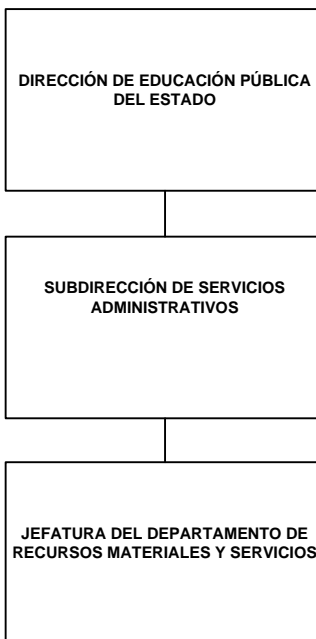 DIRECCIÓN DE EDUCACIÓN PÚBLICA
DEL ESTADO
SUBDIRECCIÓN DE SERVICIOS
ADMINISTRATIVOS
JEFATURA DEL DEPARTAMENTO DE
RECURSOS MATERIALES Y SERVICIOS